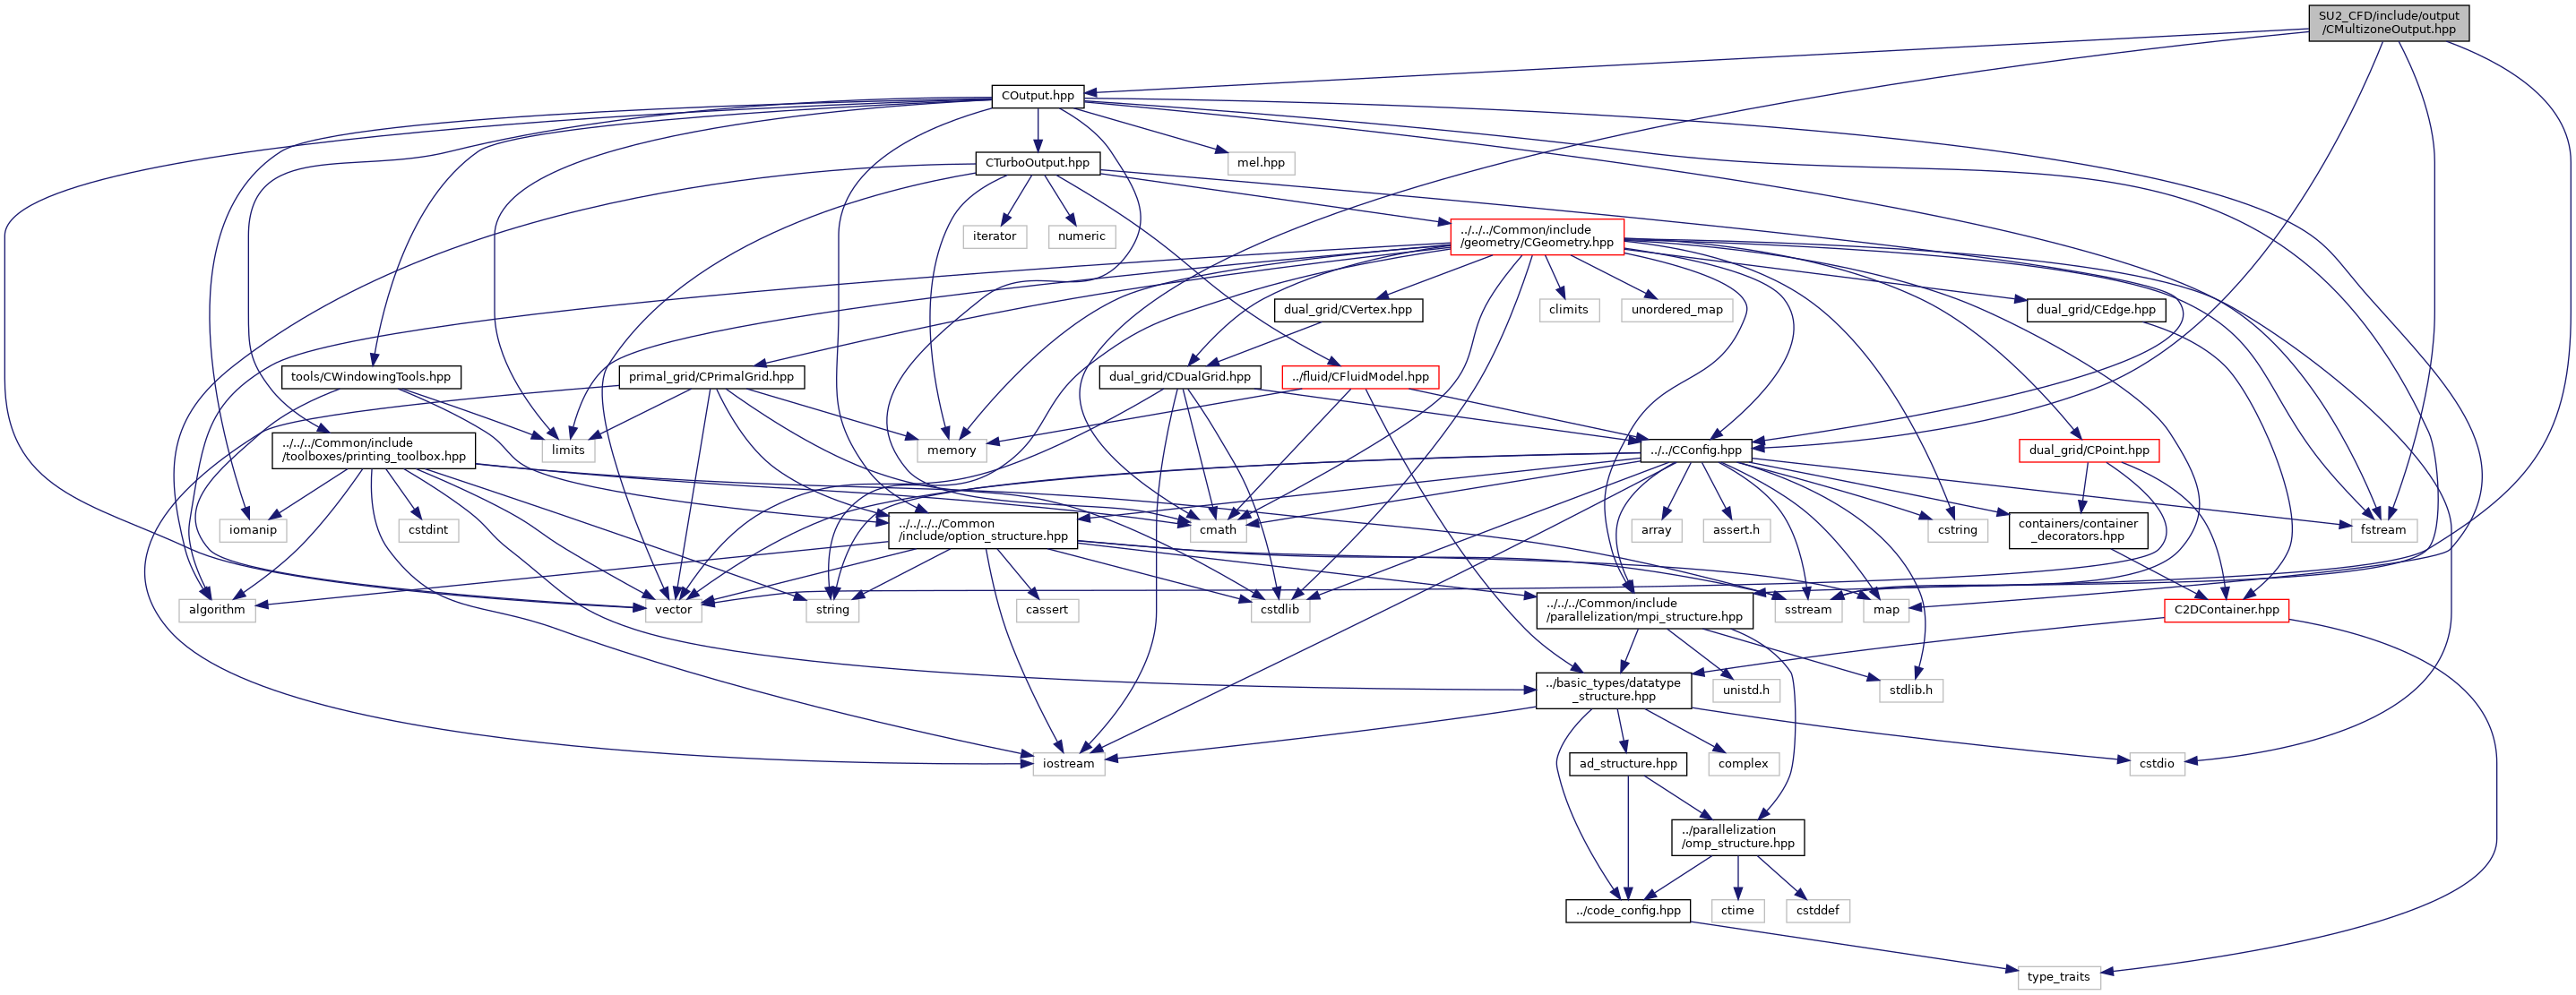 SU2_CFD/include/output
/CMultizoneOutput.hpp
COutput.hpp
CTurboOutput.hpp
mel.hpp
iterator
numeric
../../../Common/include
/geometry/CGeometry.hpp
dual_grid/CVertex.hpp
climits
unordered_map
dual_grid/CEdge.hpp
tools/CWindowingTools.hpp
primal_grid/CPrimalGrid.hpp
dual_grid/CDualGrid.hpp
../fluid/CFluidModel.hpp
../../../Common/include
/toolboxes/printing_toolbox.hpp
limits
memory
../../CConfig.hpp
dual_grid/CPoint.hpp
iomanip
cstdint
../../../../Common
/include/option_structure.hpp
cmath
array
assert.h
cstring
containers/container
_decorators.hpp
fstream
algorithm
vector
string
cassert
cstdlib
../../../Common/include
/parallelization/mpi_structure.hpp
sstream
map
C2DContainer.hpp
../basic_types/datatype
_structure.hpp
unistd.h
stdlib.h
iostream
ad_structure.hpp
complex
cstdio
../parallelization
/omp_structure.hpp
../code_config.hpp
ctime
cstddef
type_traits